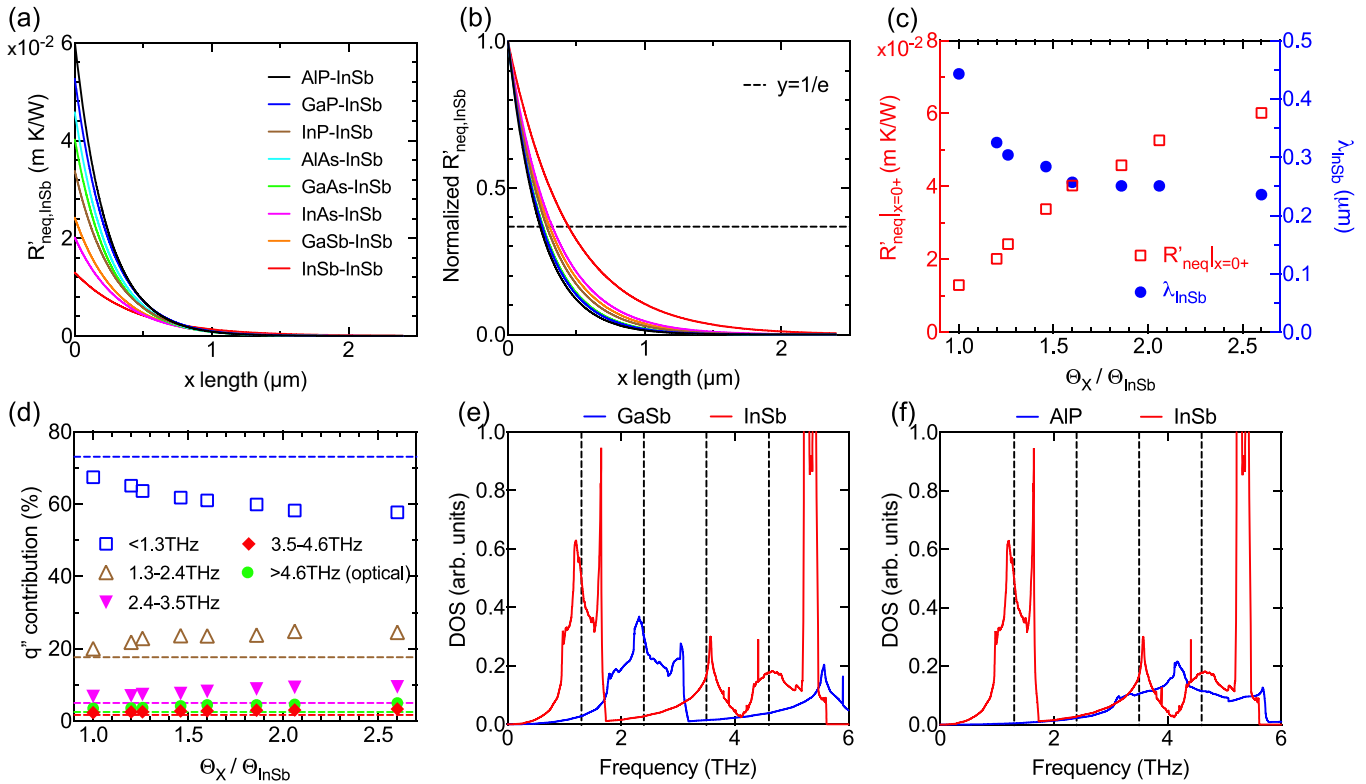 (a)
x10⁻²
6
4
2
0
R'neq,InSb (m K/W)
AlP-InSb
GaP-InSb
InP-InSb
AlAs-InSb
GaAs-InSb
InAs-InSb
GaSb-InSb
InSb-InSb
0 1 2
x length (μm)
(b)
1.0
0.5
0.0
Normalized R'neq,InSb
y=1/e
0 1 2
x length (μm)
(c)
x10⁻²
8
6
4
2
0
R'neq|x=0+ (m K/W)
0.5
0.4
0.3
0.2
0.1
0.0
λInSb (μm)
R'neq|x=0+
λInSb
1.0 1.5 2.0 2.5
ΘX / ΘInSb
(d)
80
60
40
20
0
q" contribution (%)
<1.3THz
1.3-2.4THz
2.4-3.5THz
3.5-4.6THz
>4.6THz (optical)
1.0 1.5 2.0 2.5
ΘX / ΘInSb
(e)
GaSb InSb
1.0
0.8
0.6
0.4
0.2
0.0
DOS (arb. units)
0 2 4 6
Frequency (THz)
(f)
AlP InSb
1.0
0.8
0.6
0.4
0.2
0.0
DOS (arb. units)
0 2 4 6
Frequency (THz)